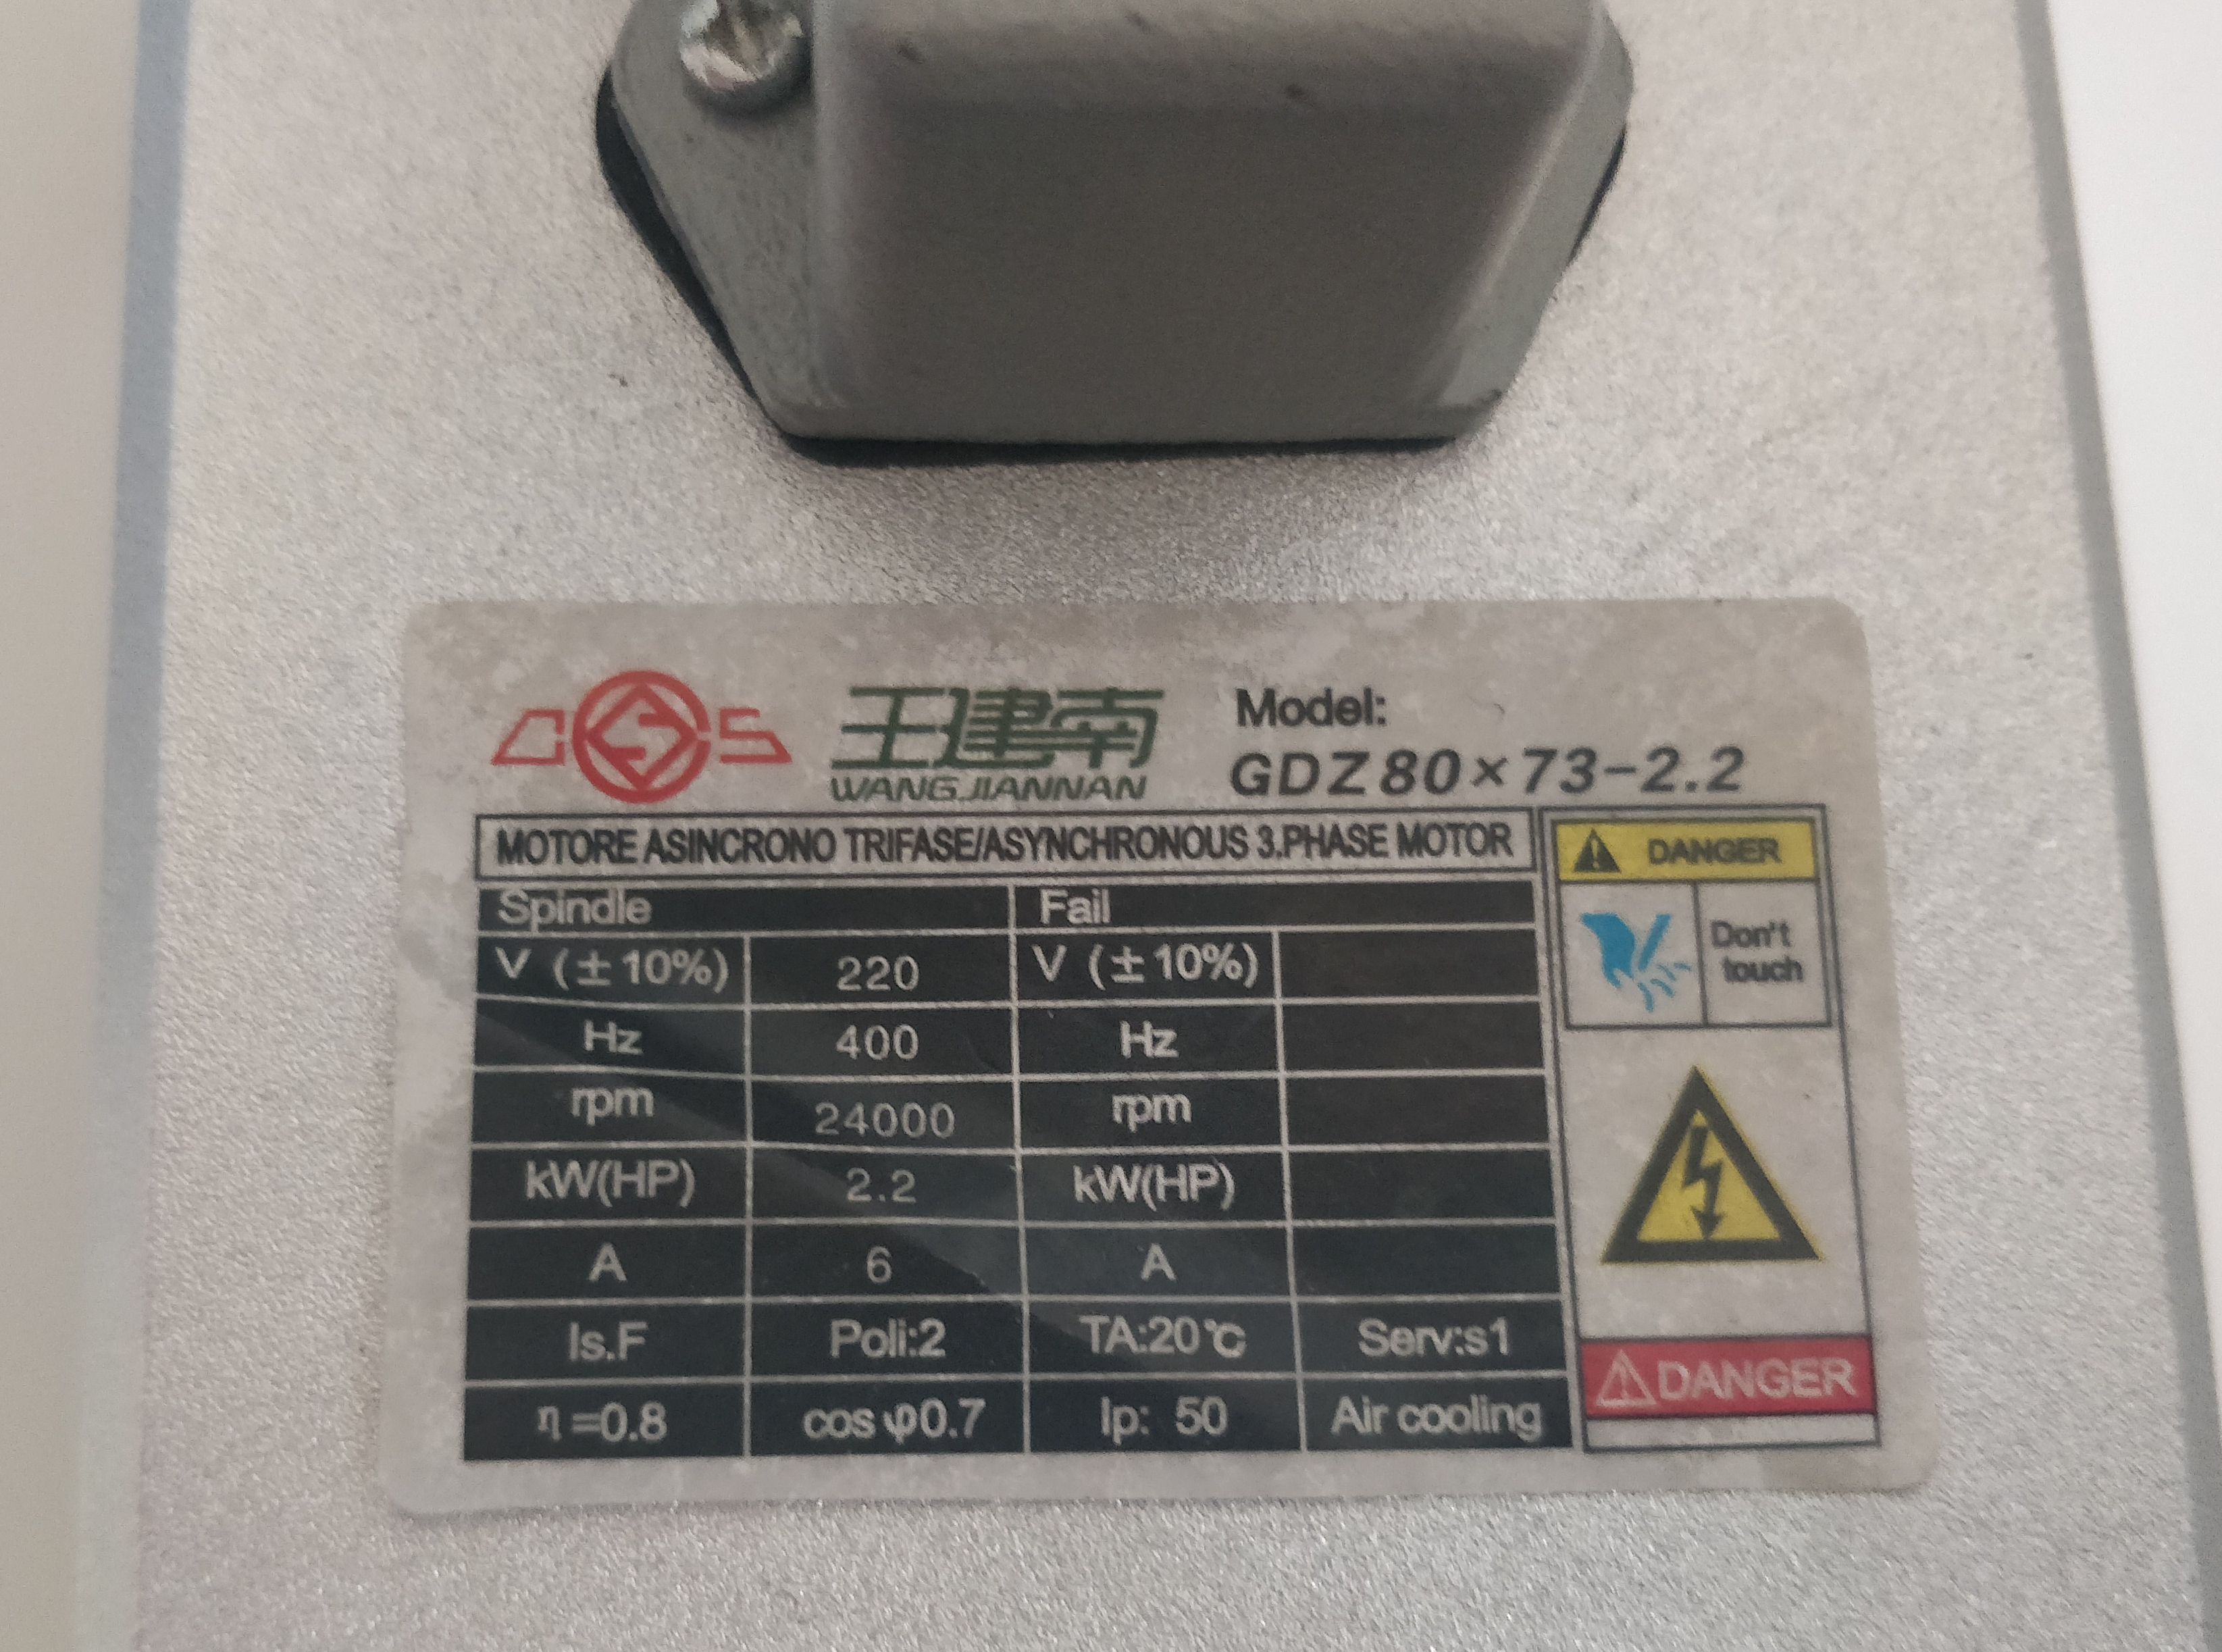 王建南
WANGJIANNAN
Model:
GDZ80×73-2.2
MOTORE ASINCRONO TRIFASE/ASYNCHRONOUS 3.PHASE MOTOR
Spindle Fail
V (±10%) 220 V (±10%)
Hz 400 Hz
rpm 24000 rpm
kW(HP) 2.2 kW(HP)
A 6 A
Is.F Poli:2 TA:20℃ Serv:s1
η=0.8 cosφ0.7 Ip: 50 Air cooling
DANGER
Don't
touch
DANGER